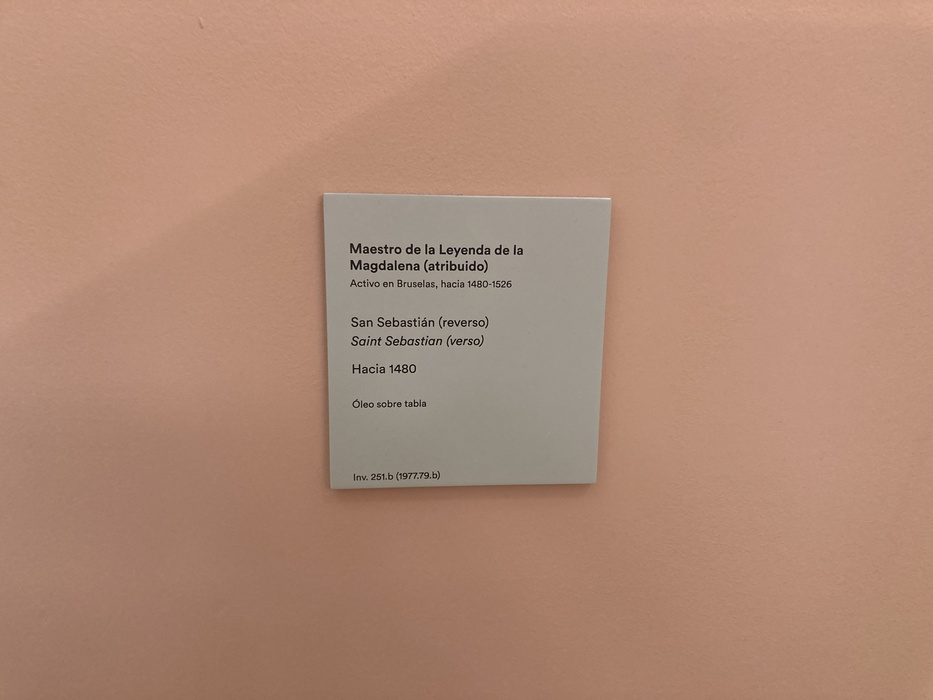 Maestro de la Leyenda de la
Magdalena (atribuido)
Activo en Bruselas, hacia 1480-1526
San Sebastián (reverso)
Saint Sebastian (verso)
Hacia 1480
Óleo sobre tabla
Inv. 251.b (1977.79.b)